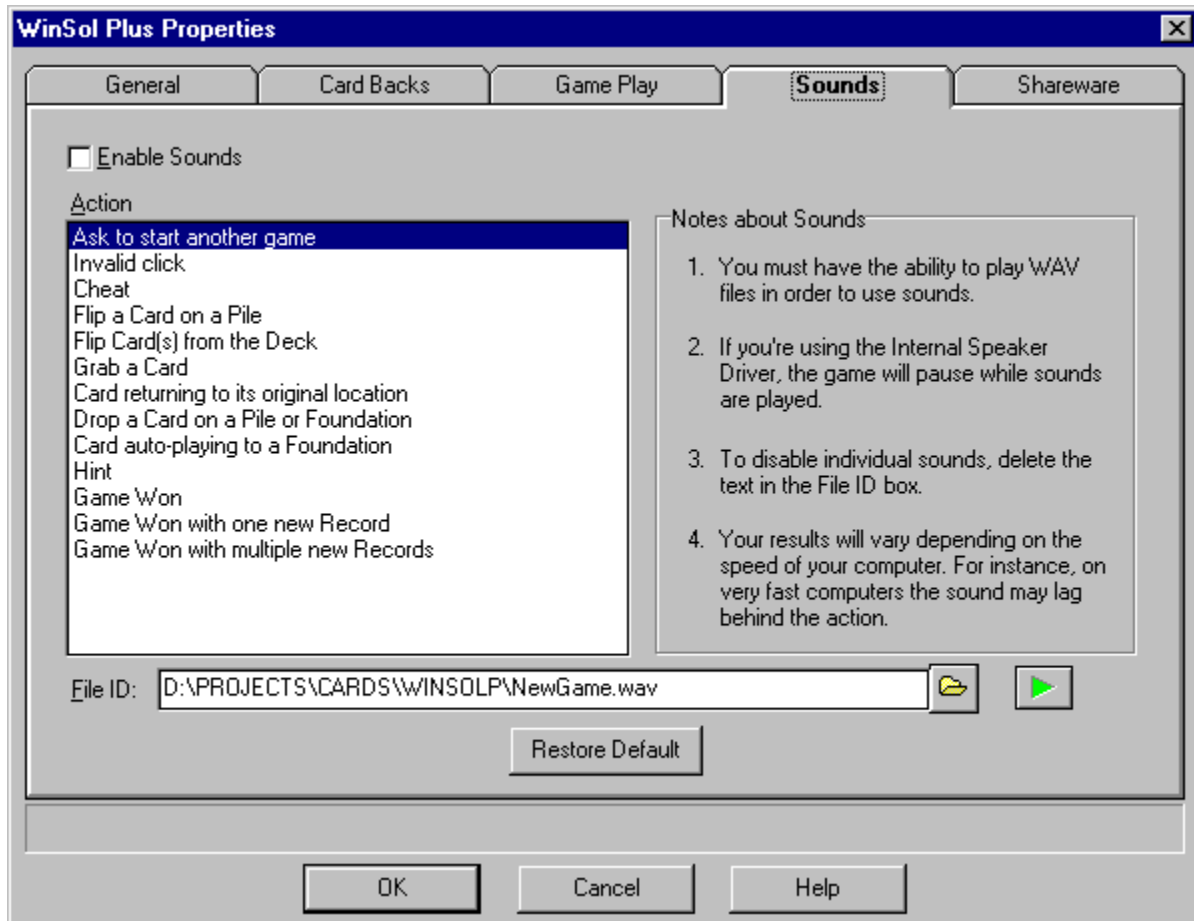 WinSol Plus Properties
General
Card Backs
Game Play
Sounds
Shareware
Enable Sounds
Action
Ask to start another game
Invalid click
Cheat
Flip a Card on a Pile
Flip Card(s) from the Deck
Grab a Card
Card returning to its original location
Drop a Card on a Pile or Foundation
Card auto-playing to a Foundation
Hint
Game Won
Game Won with one new Record
Game Won with multiple new Records
Notes about Sounds
1. You must have the ability to play WAV
files in order to use sounds.
2. If you're using the Internal Speaker
Driver, the game will pause while sounds
are played.
3. To disable individual sounds, delete the
text in the File ID box.
4. Your results will vary depending on the
speed of your computer. For instance, on
very fast computers the sound may lag
behind the action.
File ID:
D:\PROJECTS\CARDS\WINSOLP\NewGame.wav
Restore Default
OK
Cancel
Help